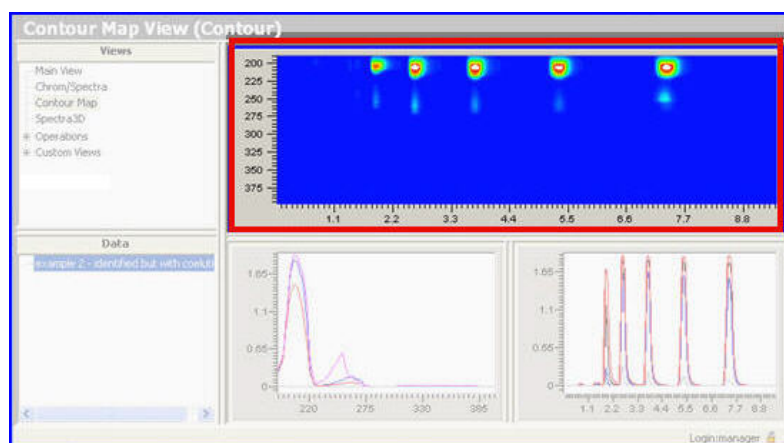 Contour Map View (Contour)
Views
Main View
Chrom/Spectra
Contour Map
Spectra3D
Operations
Custom Views
Data
example 2 - identified but with coeluti
200
225
250
275
300
325
350
375
1.1 2.2 3.3 4.4 5.5 6.6 7.7 8.8
1.65
1.1
0.55
0
220 275 330 385
1.65
1.1
0.55
0
1.1 2.2 3.3 4.4 5.5 6.6 7.7 8.8
Login:manager